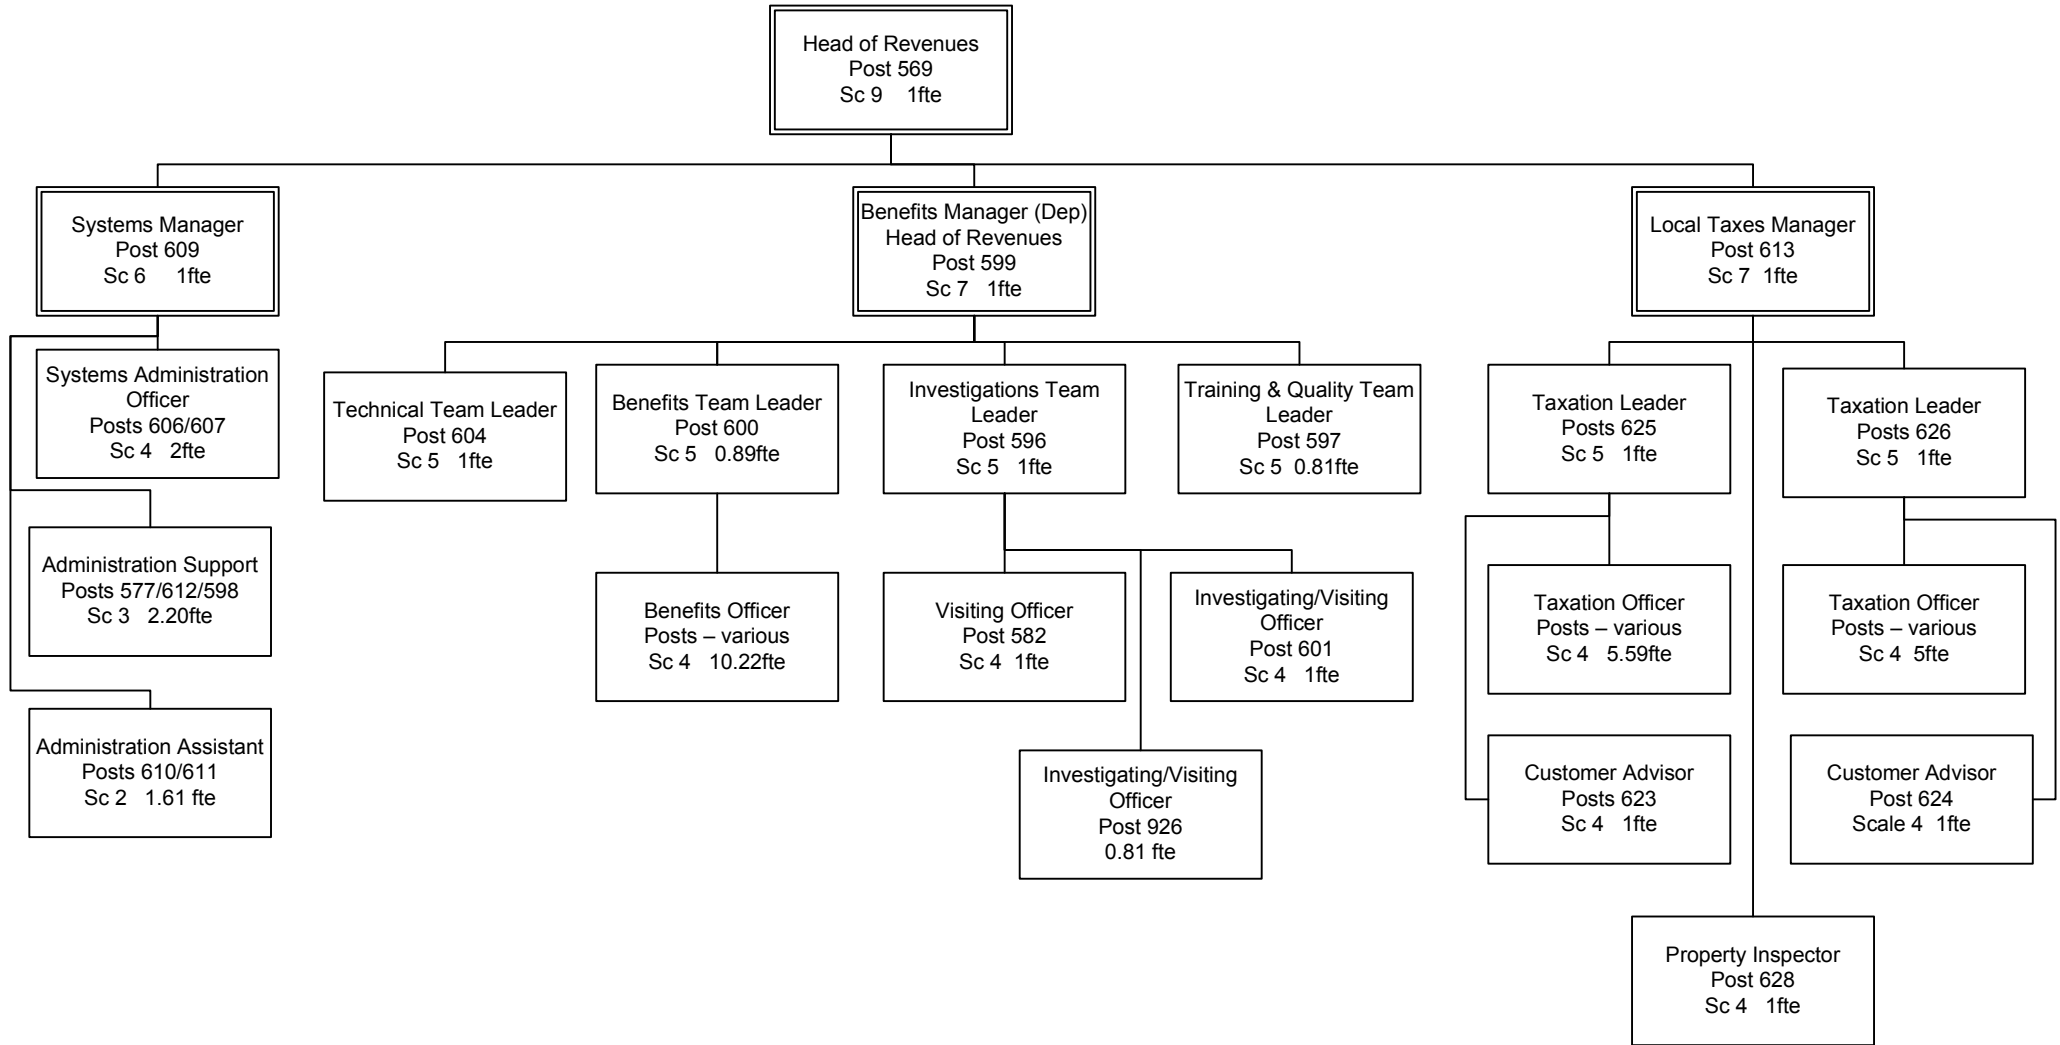 Head of Revenues
Post 569
Sc 9 1fte
Systems Manager
Post 609
Sc 6 1fte
Benefits Manager (Dep)
Head of Revenues
Post 599
Sc 7 1fte
Local Taxes Manager
Post 613
Sc 7 1fte
Systems Administration
Officer
Posts 606/607
Sc 4 2fte
Technical Team Leader
Post 604
Sc 5 1fte
Benefits Team Leader
Post 600
Sc 5 0.89fte
Investigations Team
Leader
Post 596
Sc 5 1fte
Training & Quality Team
Leader
Post 597
Sc 5 0.81fte
Taxation Leader
Posts 625
Sc 5 1fte
Taxation Leader
Posts 626
Sc 5 1fte
Administration Support
Posts 577/612/598
Sc 3 2.20fte
Benefits Officer
Posts – various
Sc 4 10.22fte
Visiting Officer
Post 582
Sc 4 1fte
Investigating/Visiting
Officer
Post 601
Sc 4 1fte
Taxation Officer
Posts – various
Sc 4 5.59fte
Taxation Officer
Posts – various
Sc 4 5fte
Administration Assistant
Posts 610/611
Sc 2 1.61 fte
Investigating/Visiting
Officer
Post 926
0.81 fte
Customer Advisor
Posts 623
Sc 4 1fte
Customer Advisor
Post 624
Scale 4 1fte
Property Inspector
Post 628
Sc 4 1fte